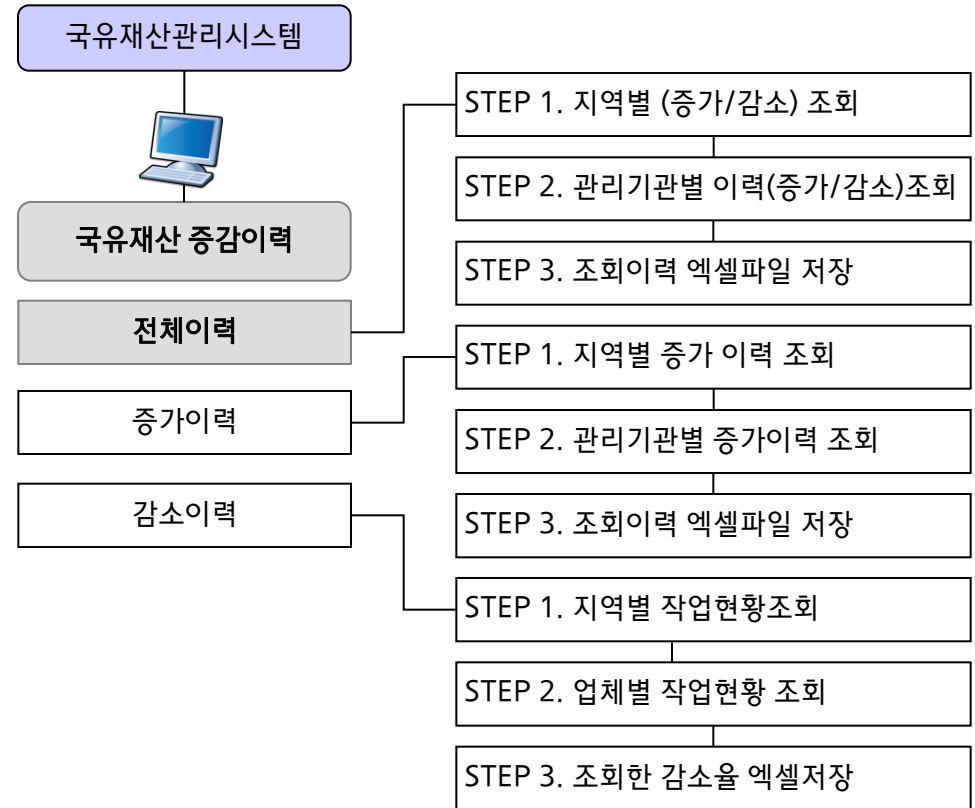 국유재산관리시스템
국유재산 증감이력
전체이력
증가이력
감소이력
STEP 1. 지역별 (증가/감소) 조회
STEP 2. 관리기관별 이력(증가/감소)조회
STEP 3. 조회이력 엑셀파일 저장
STEP 1. 지역별 증가 이력 조회
STEP 2. 관리기관별 증가이력 조회
STEP 3. 조회이력 엑셀파일 저장
STEP 1. 지역별 작업현황조회
STEP 2. 업체별 작업현황 조회
STEP 3. 조회한 감소율 엑셀저장